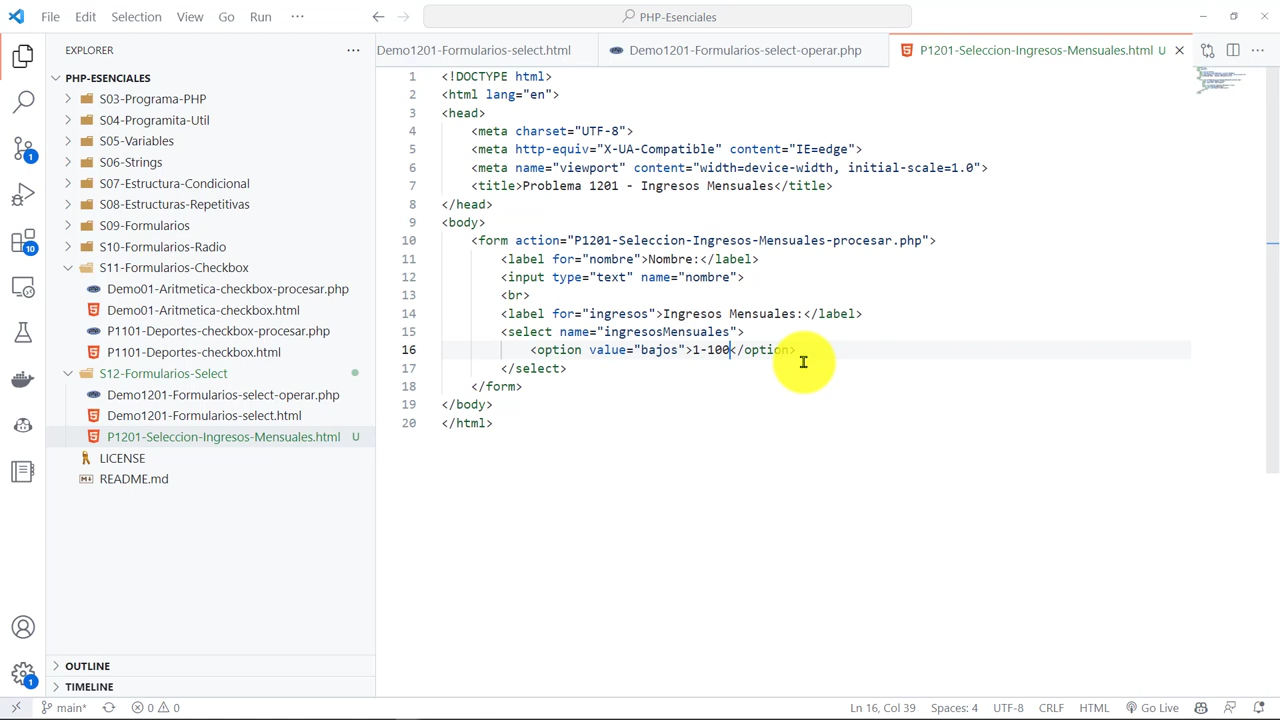 File Edit Selection View Go Run ···
PHP-Esenciales
EXPLORER
Demo1201-Formularios-select.html
Demo1201-Formularios-select-operar.php
P1201-Seleccion-Ingresos-Mensuales.html U
PHP-ESENCIALES
S03-Programa-PHP
S04-Programita-Util
S05-Variables
S06-Strings
S07-Estructura-Condicional
S08-Estructuras-Repetitivas
S09-Formularios
S10-Formularios-Radio
S11-Formularios-Checkbox
Demo01-Aritmetica-checkbox-procesar.php
Demo01-Aritmetica-checkbox.html
P1101-Deportes-checkbox-procesar.php
P1101-Deportes-checkbox.html
S12-Formularios-Select
Demo1201-Formularios-select-operar.php
Demo1201-Formularios-select.html
P1201-Seleccion-Ingresos-Mensuales.html U
LICENSE
README.md
OUTLINE
TIMELINE
1
10
1
1 <!DOCTYPE html>
2 <html lang="en">
3 <head>
4 <meta charset="UTF-8">
5 <meta http-equiv="X-UA-Compatible" content="IE=edge">
6 <meta name="viewport" content="width=device-width, initial-scale=1.0">
7 <title>Problema 1201 - Ingresos Mensuales</title>
8 </head>
9 <body>
10 <form action="P1201-Seleccion-Ingresos-Mensuales-procesar.php">
11 <label for="nombre">Nombre:</label>
12 <input type="text" name="nombre">
13 <br>
14 <label for="ingresos">Ingresos Mensuales:</label>
15 <select name="ingresosMensuales">
16 <option value="bajos">1-100</option>
17 </select>
18 </form>
19 </body>
20 </html>
main* 0 0 Ln 16, Col 39 Spaces: 4 UTF-8 CRLF HTML Go Live